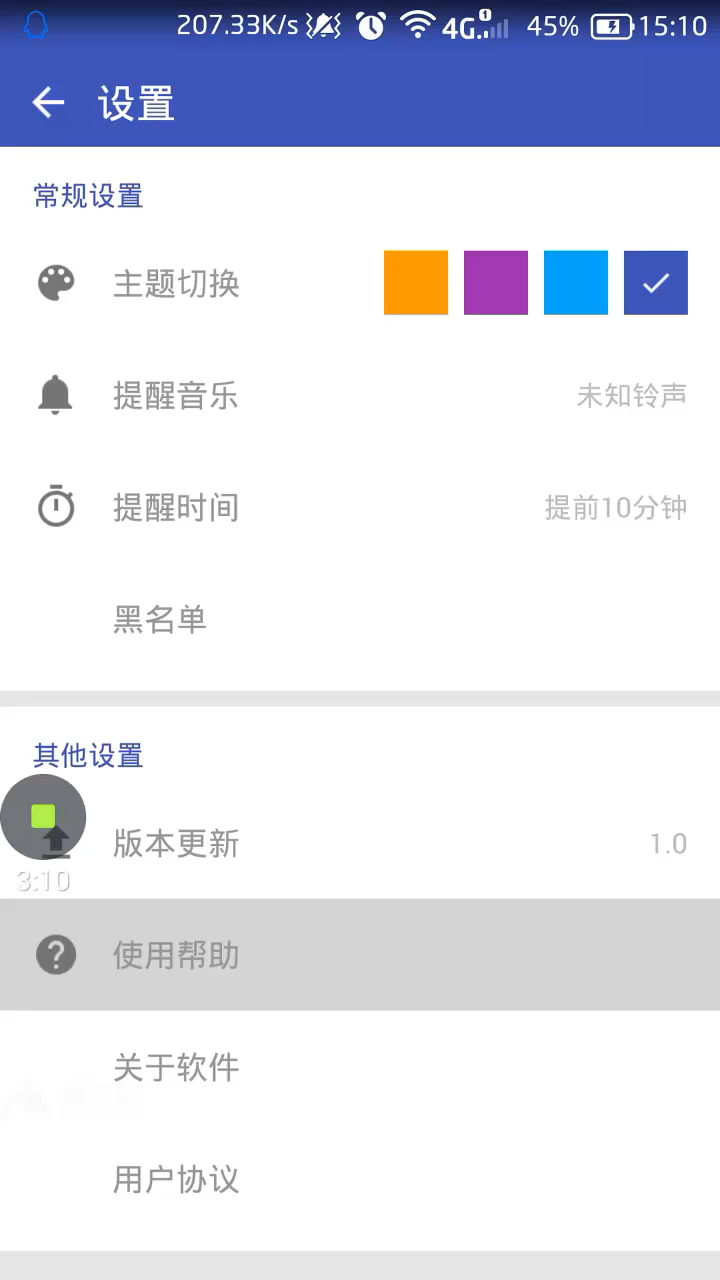 207.33K/s 4G 1 45% 15:10
设置
常规设置
主题切换
提醒音乐 未知铃声
提醒时间 提前10分钟
黑名单
其他设置
版本更新 1.0
3:10
使用帮助
关于软件
用户协议